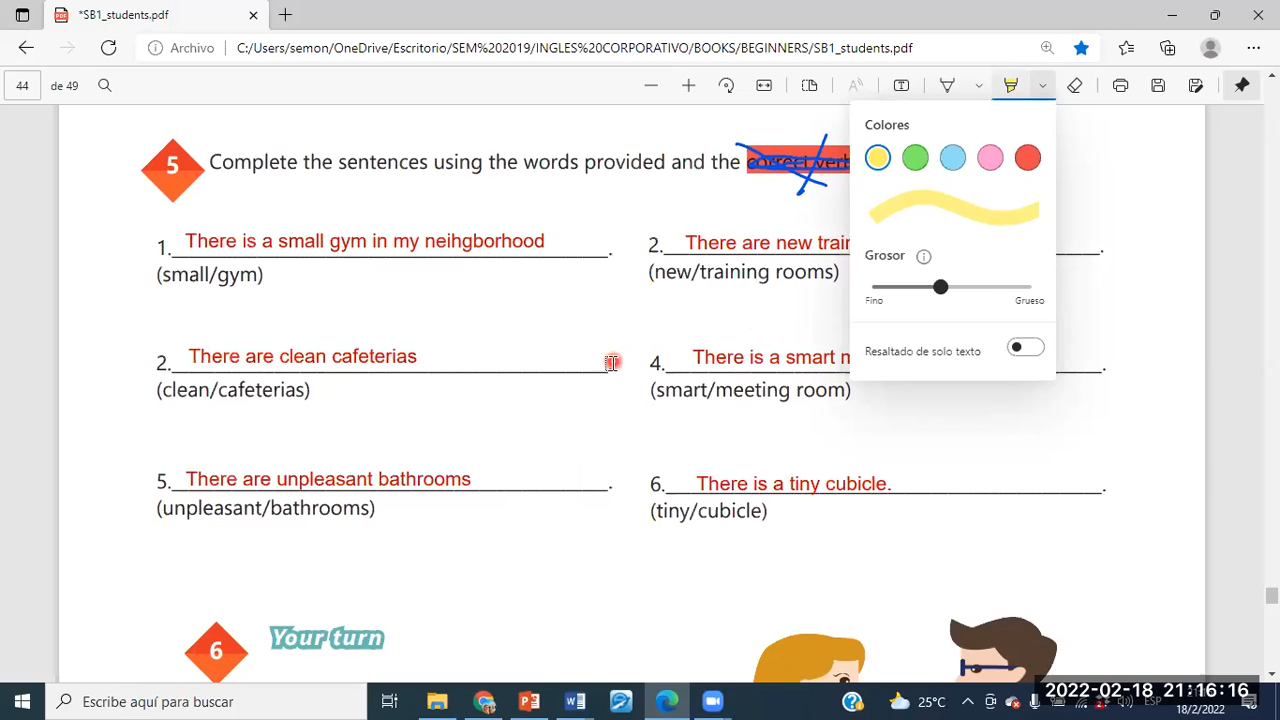 *SB1_students.pdf
Archivo C:/Users/semon/OneDrive/Escritorio/SEM%202019/INGLES%20CORPORATIVO/BOOKS/BEGINNERS/SB1_students.pdf
44 de 49
Colores
5 Complete the sentences using the words provided and the correct verb
Grosor
Fino Grueso
Resaltado de solo texto
1. There is a small gym in my neihgborhood .
(small/gym)
2. There are new trai .
(new/training rooms)
2. There are clean cafeterias
(clean/cafeterias)
4. There is a smart m .
(smart/meeting room)
5. There are unpleasant bathrooms .
(unpleasant/bathrooms)
6. There is a tiny cubicle. .
(tiny/cubicle)
6 Your turn
Escribe aquí para buscar
25°C
ESP
2022-02-18 21:16:16
18/2/2022